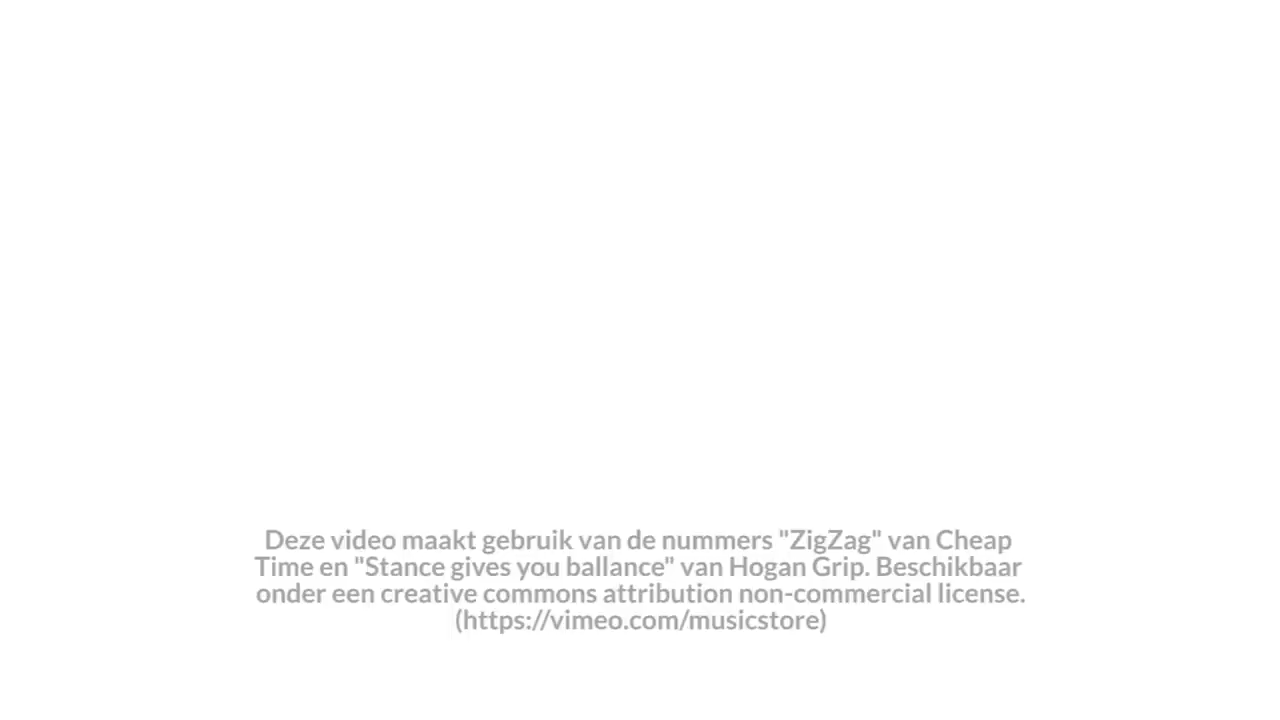 Deze video maakt gebruik van de nummers "ZigZag" van Cheap
Time en "Stance gives you ballance" van Hogan Grip. Beschikbaar
onder een creative commons attribution non-commercial license.
(https://vimeo.com/musicstore)